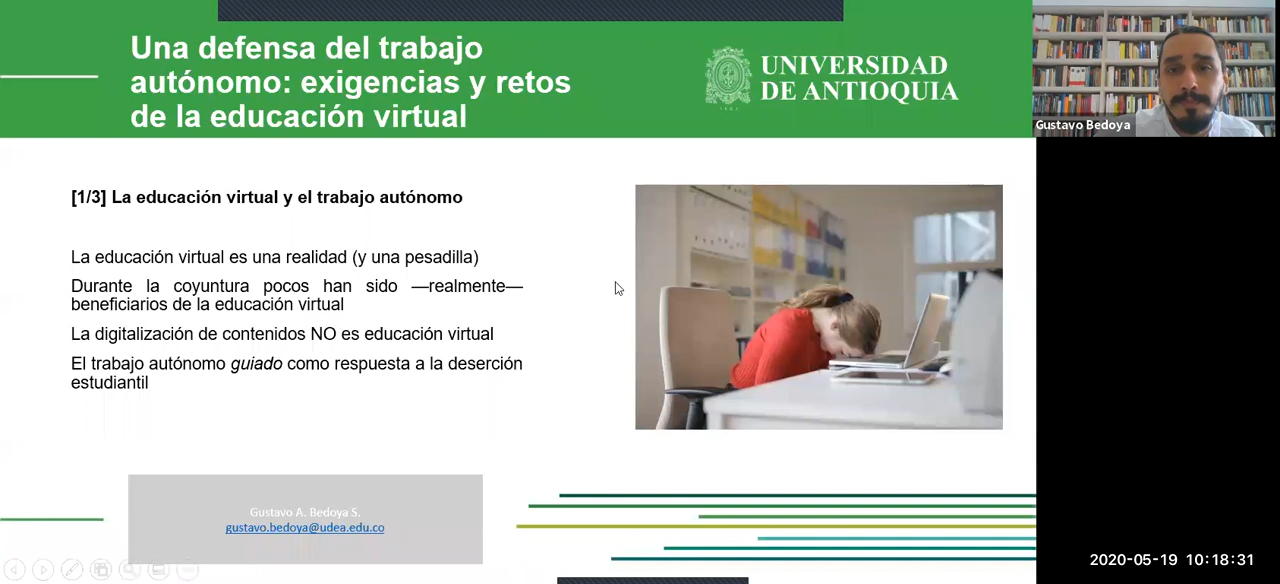 Una defensa del trabajo
autónomo: exigencias y retos
de la educación virtual
UNIVERSIDAD
DE ANTIOQUIA
Gustavo Bedoya
[1/3] La educación virtual y el trabajo autónomo
La educación virtual es una realidad (y una pesadilla)
Durante la coyuntura pocos han sido —realmente—
beneficiarios de la educación virtual
La digitalización de contenidos NO es educación virtual
El trabajo autónomo guiado como respuesta a la deserción
estudiantil
Gustavo A. Bedoya S.
gustavo.bedoya@udea.edu.co
2020-05-19 10:18:31